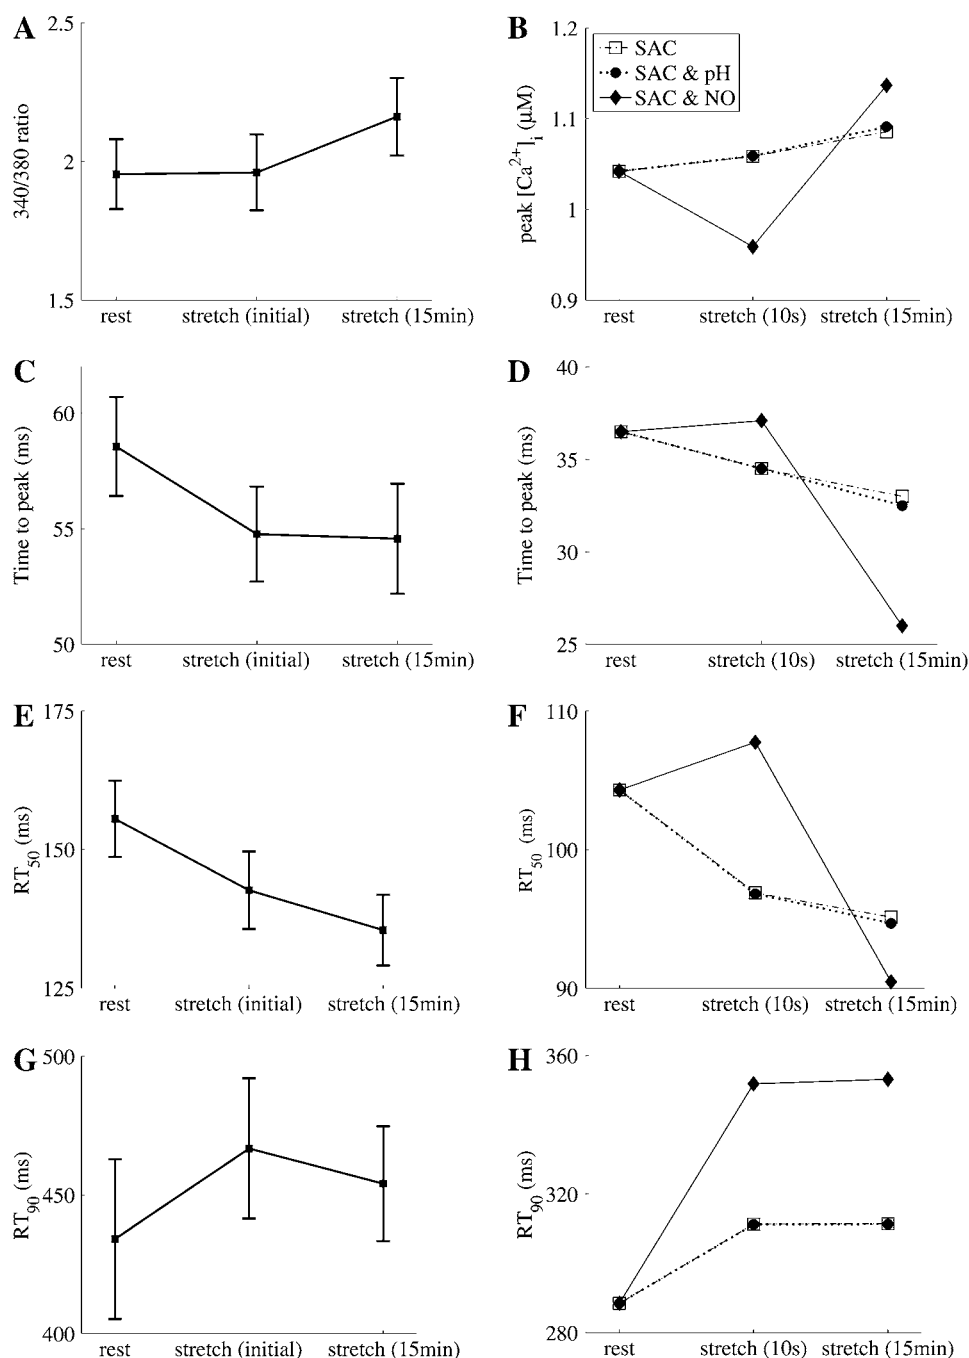 A
2.5
2
1.5
340/380 ratio
rest stretch (initial) stretch (15min)
B
1.2
1.1
1
0.9
peak [Ca2+]i (μM)
SAC
SAC & pH
SAC & NO
rest stretch (10s) stretch (15min)
C
60
55
50
Time to peak (ms)
rest stretch (initial) stretch (15min)
D
40
35
30
25
Time to peak (ms)
rest stretch (10s) stretch (15min)
E
175
150
125
RT50 (ms)
rest stretch (initial) stretch (15min)
F
110
100
90
RT50 (ms)
rest stretch (10s) stretch (15min)
G
500
450
400
RT90 (ms)
rest stretch (initial) stretch (15min)
H
360
320
280
RT90 (ms)
rest stretch (10s) stretch (15min)